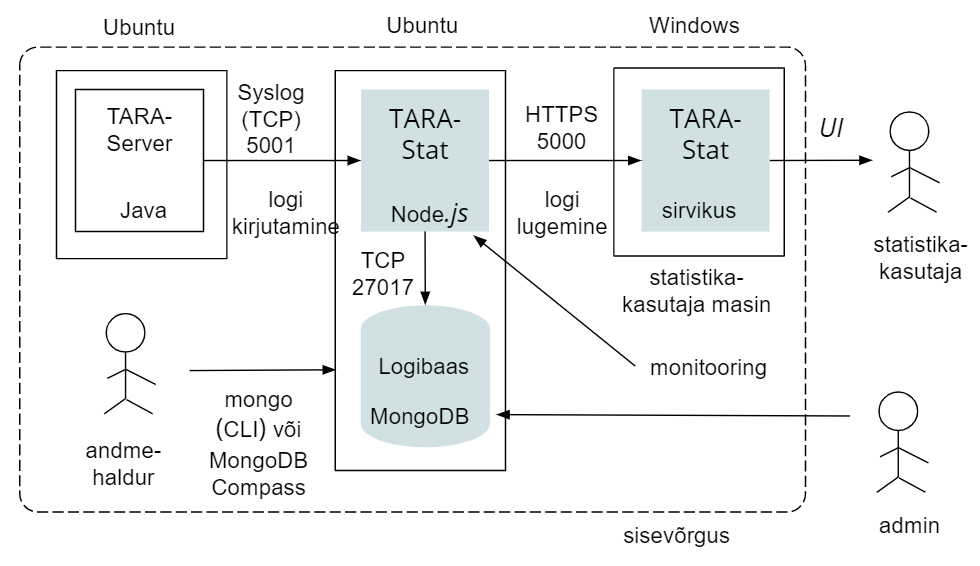 Ubuntu
Ubuntu
Windows
TARA-
Server
Java
Syslog
(TCP)
5001
logi
kirjutamine
TARA-
Stat
Node.js
HTTPS
5000
logi
lugemine
TARA-
Stat
sirvikus
UI
statistika-
kasutaja
statistika-
kasutaja masin
TCP
27017
Logibaas
MongoDB
monitooring
andme-
haldur
mongo
(CLI) või
MongoDB
Compass
admin
sisevõrgus